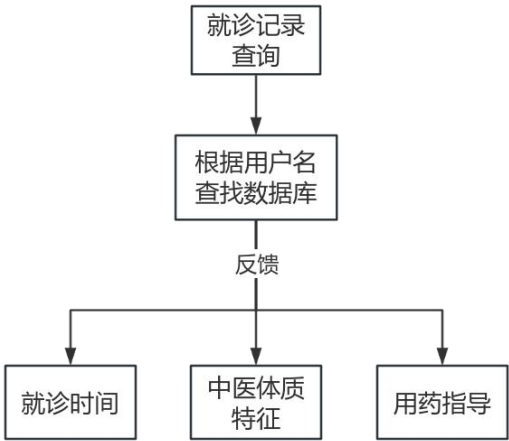 就诊记录
查询
根据用户名
查找数据库
反馈
就诊时间
中医体质
特征
用药指导